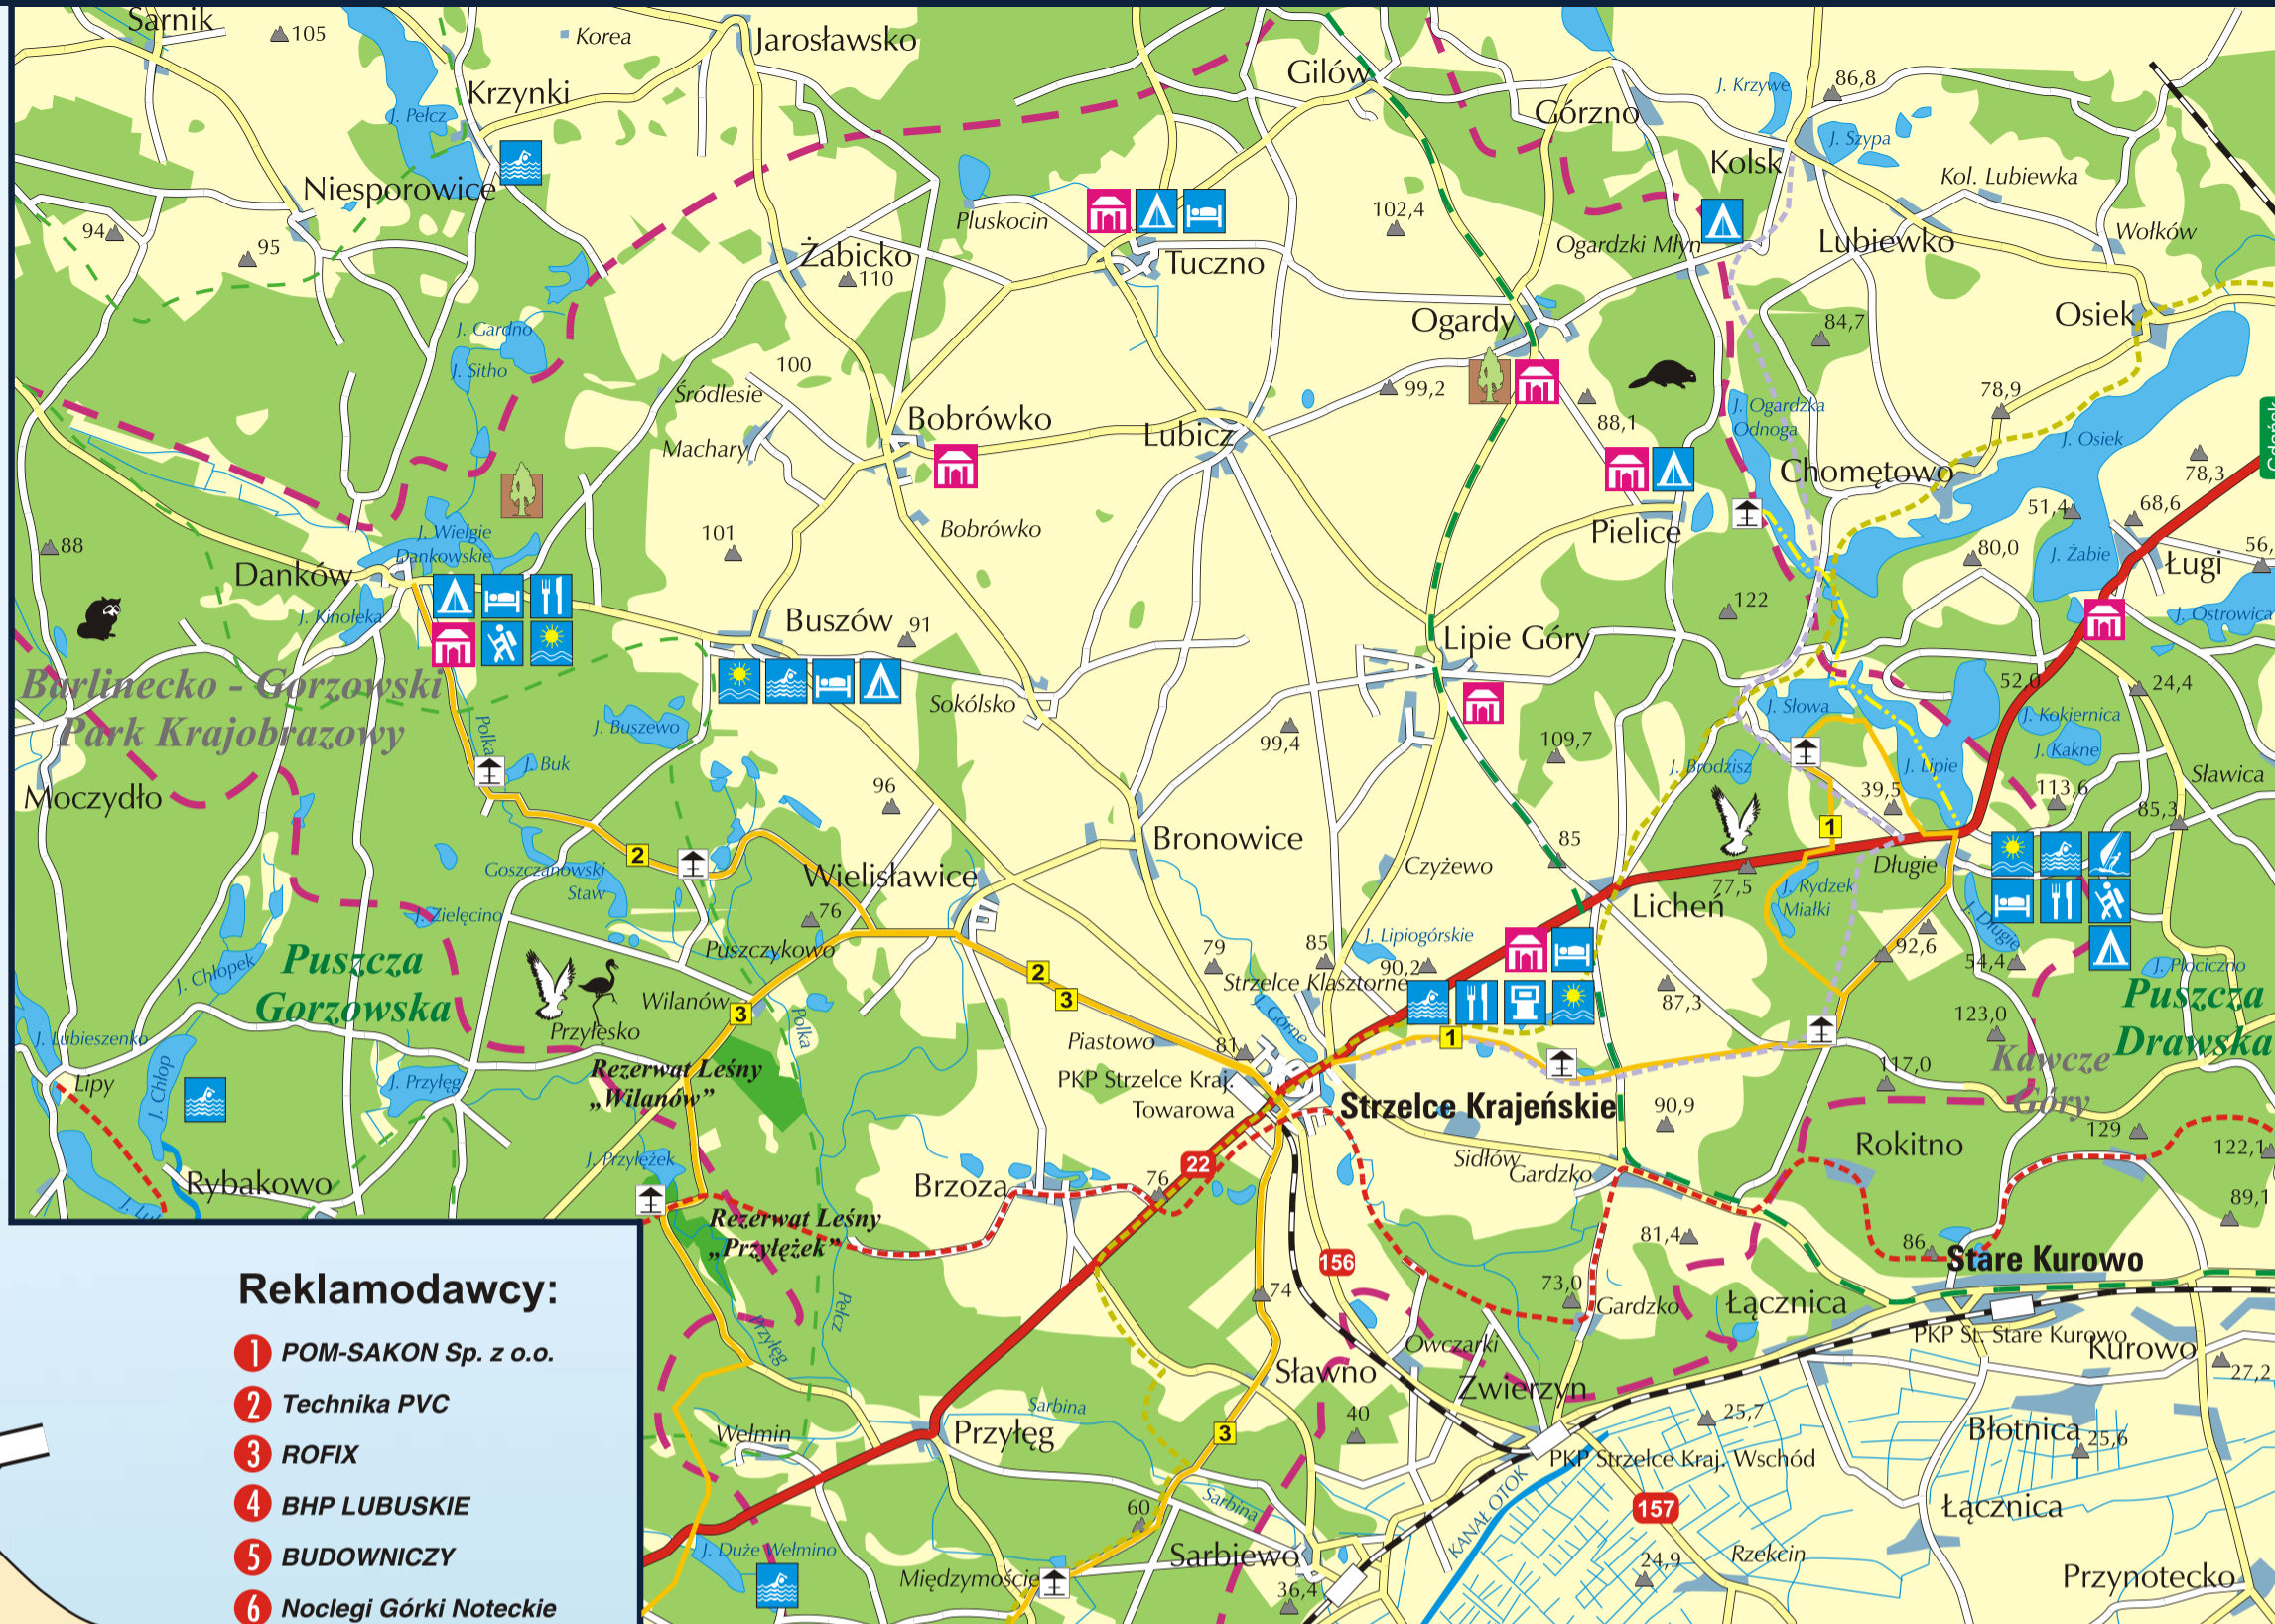 Sarnik
105
Korea
Jarosławsko
Gilów
Krzynki
J. Pełcz
Górzno
J. Krzywe
86,8
J. Szypa
Kolsk
Kol. Lubiewka
Niesporowice
94
95
Pluskocin
102,4
Ogardzki Młyn
Lubiewko
Wołków
Żabicko
110
Tuczno
Osiek
J. Gardno
J. Sitho
Ogardy
84,7
100
Śródlesie
Machary
Bobrówko
Lubicz
99,2
88,1
J. Ogardzka
Odnoga
78,9
J. Osiek
Gdańsk
Chomętowo
78,3
101
Bobrówko
J. Wielgie
Dankowskie
Pielice
51,4
68,6
88
Danków
80,0
J. Żabie
Ługi
56,
J. Kinołeka
Buszów
91
122
J. Ostrowica
Lipie Góry
Barlinecko - Gorzowski
Park Krajobrazowy
Sokólsko
52,0
24,4
Polka
J. Buszewo
99,4
109,7
J. Słowa
J. Kokiernica
J. Kakne
J. Buk
J. Brodzisz
J. Lipie
Sławica
Moczydło
96
39,5
113,6
85,3
2
Bronowice
85
1
Goszczanowski
Staw
Wielisławice
Czyżewo
77,5
Długie
J. Rydzek
Miałki
J. Zielęcino
76
Licheń
J. Długie
Puszczykowo
79
85
J. Lipiogórskie
90,2
92,6
54,4
J. Płociczno
Puszcza
Gorzowska
J. Chłopek
Strzelce Klasztorne
87,3
Puszcza
Drawska
2
3
Wilanów
3
Przyłęsko
Polka
J. Górne
1
123,0
Kawcze
Góry
J. Lubieszenko
Piastowo
81
Lipy
J. Chłop
J. Przyłęg
Rezerwat Leśny
„Wilanów”
PKP Strzelce Kraj.
Towarowa
Strzelce Krajeńskie
117,0
90,9
129
122,1
Rokitno
Sidłów
Gardzko
22
76
Rybakowo
J. Przyłężek
Brzoza
89,1
Rezerwat Leśny
„Przyłężek”
81,4
86
Stare Kurowo
156
74
73,0
Gardzko
Łącznica
Pełcz
Przyłęg
Owczarki
PKP St. Stare Kurowo
Kurowo
27,2
Sławno
Zwierzyn
Sarbina
40
25,7
Wełmin
Przyłęg
3
Błotnica
25,6
PKP Strzelce Kraj. Wschód
Sarbina
KANAŁ OTOK
157
60
Łącznica
J. Duże Wełmino
Sarbiewo
Międzymoście
36,4
24,9
Rzekcin
Przynotecko
Reklamodawcy:
1 POM-SAKON Sp. z o.o.
2 Technika PVC
3 ROFIX
4 BHP LUBUSKIE
5 BUDOWNICZY
6 Noclegi Górki Noteckie